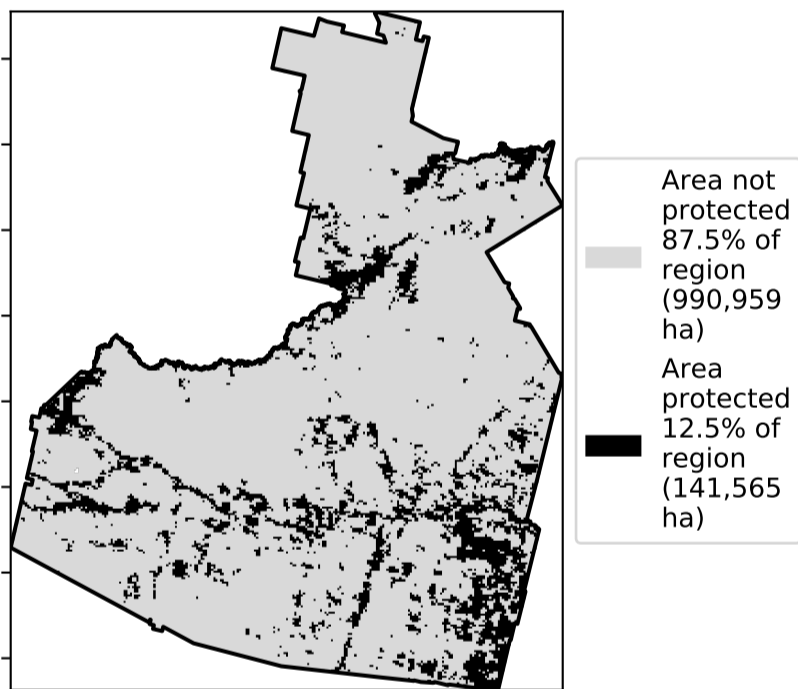 Area not
protected
87.5% of
region
(990,959
ha)
Area
protected
12.5% of
region
(141,565
ha)